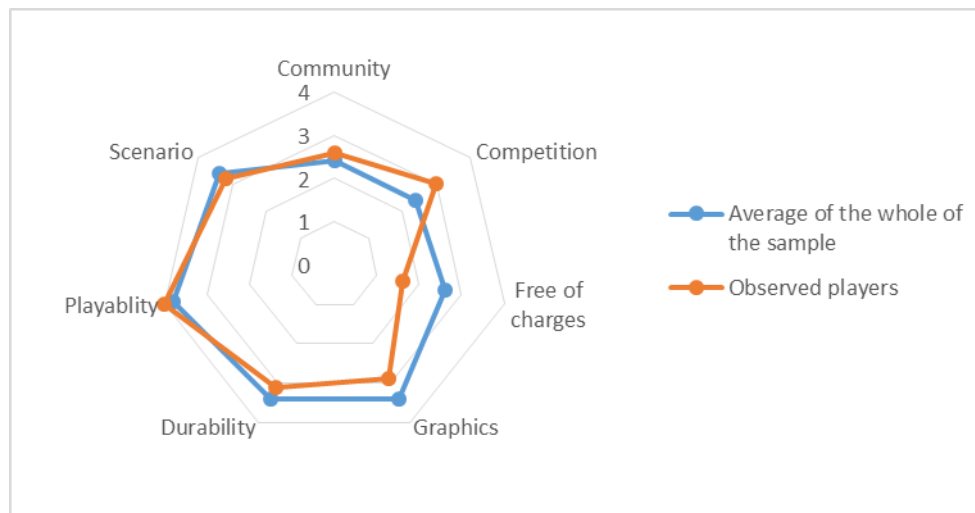 Community
4
3
2
1
0
Competition
Free of
charges
Graphics
Durability
Playablity
Scenario
Average of the whole of
the sample
Observed players